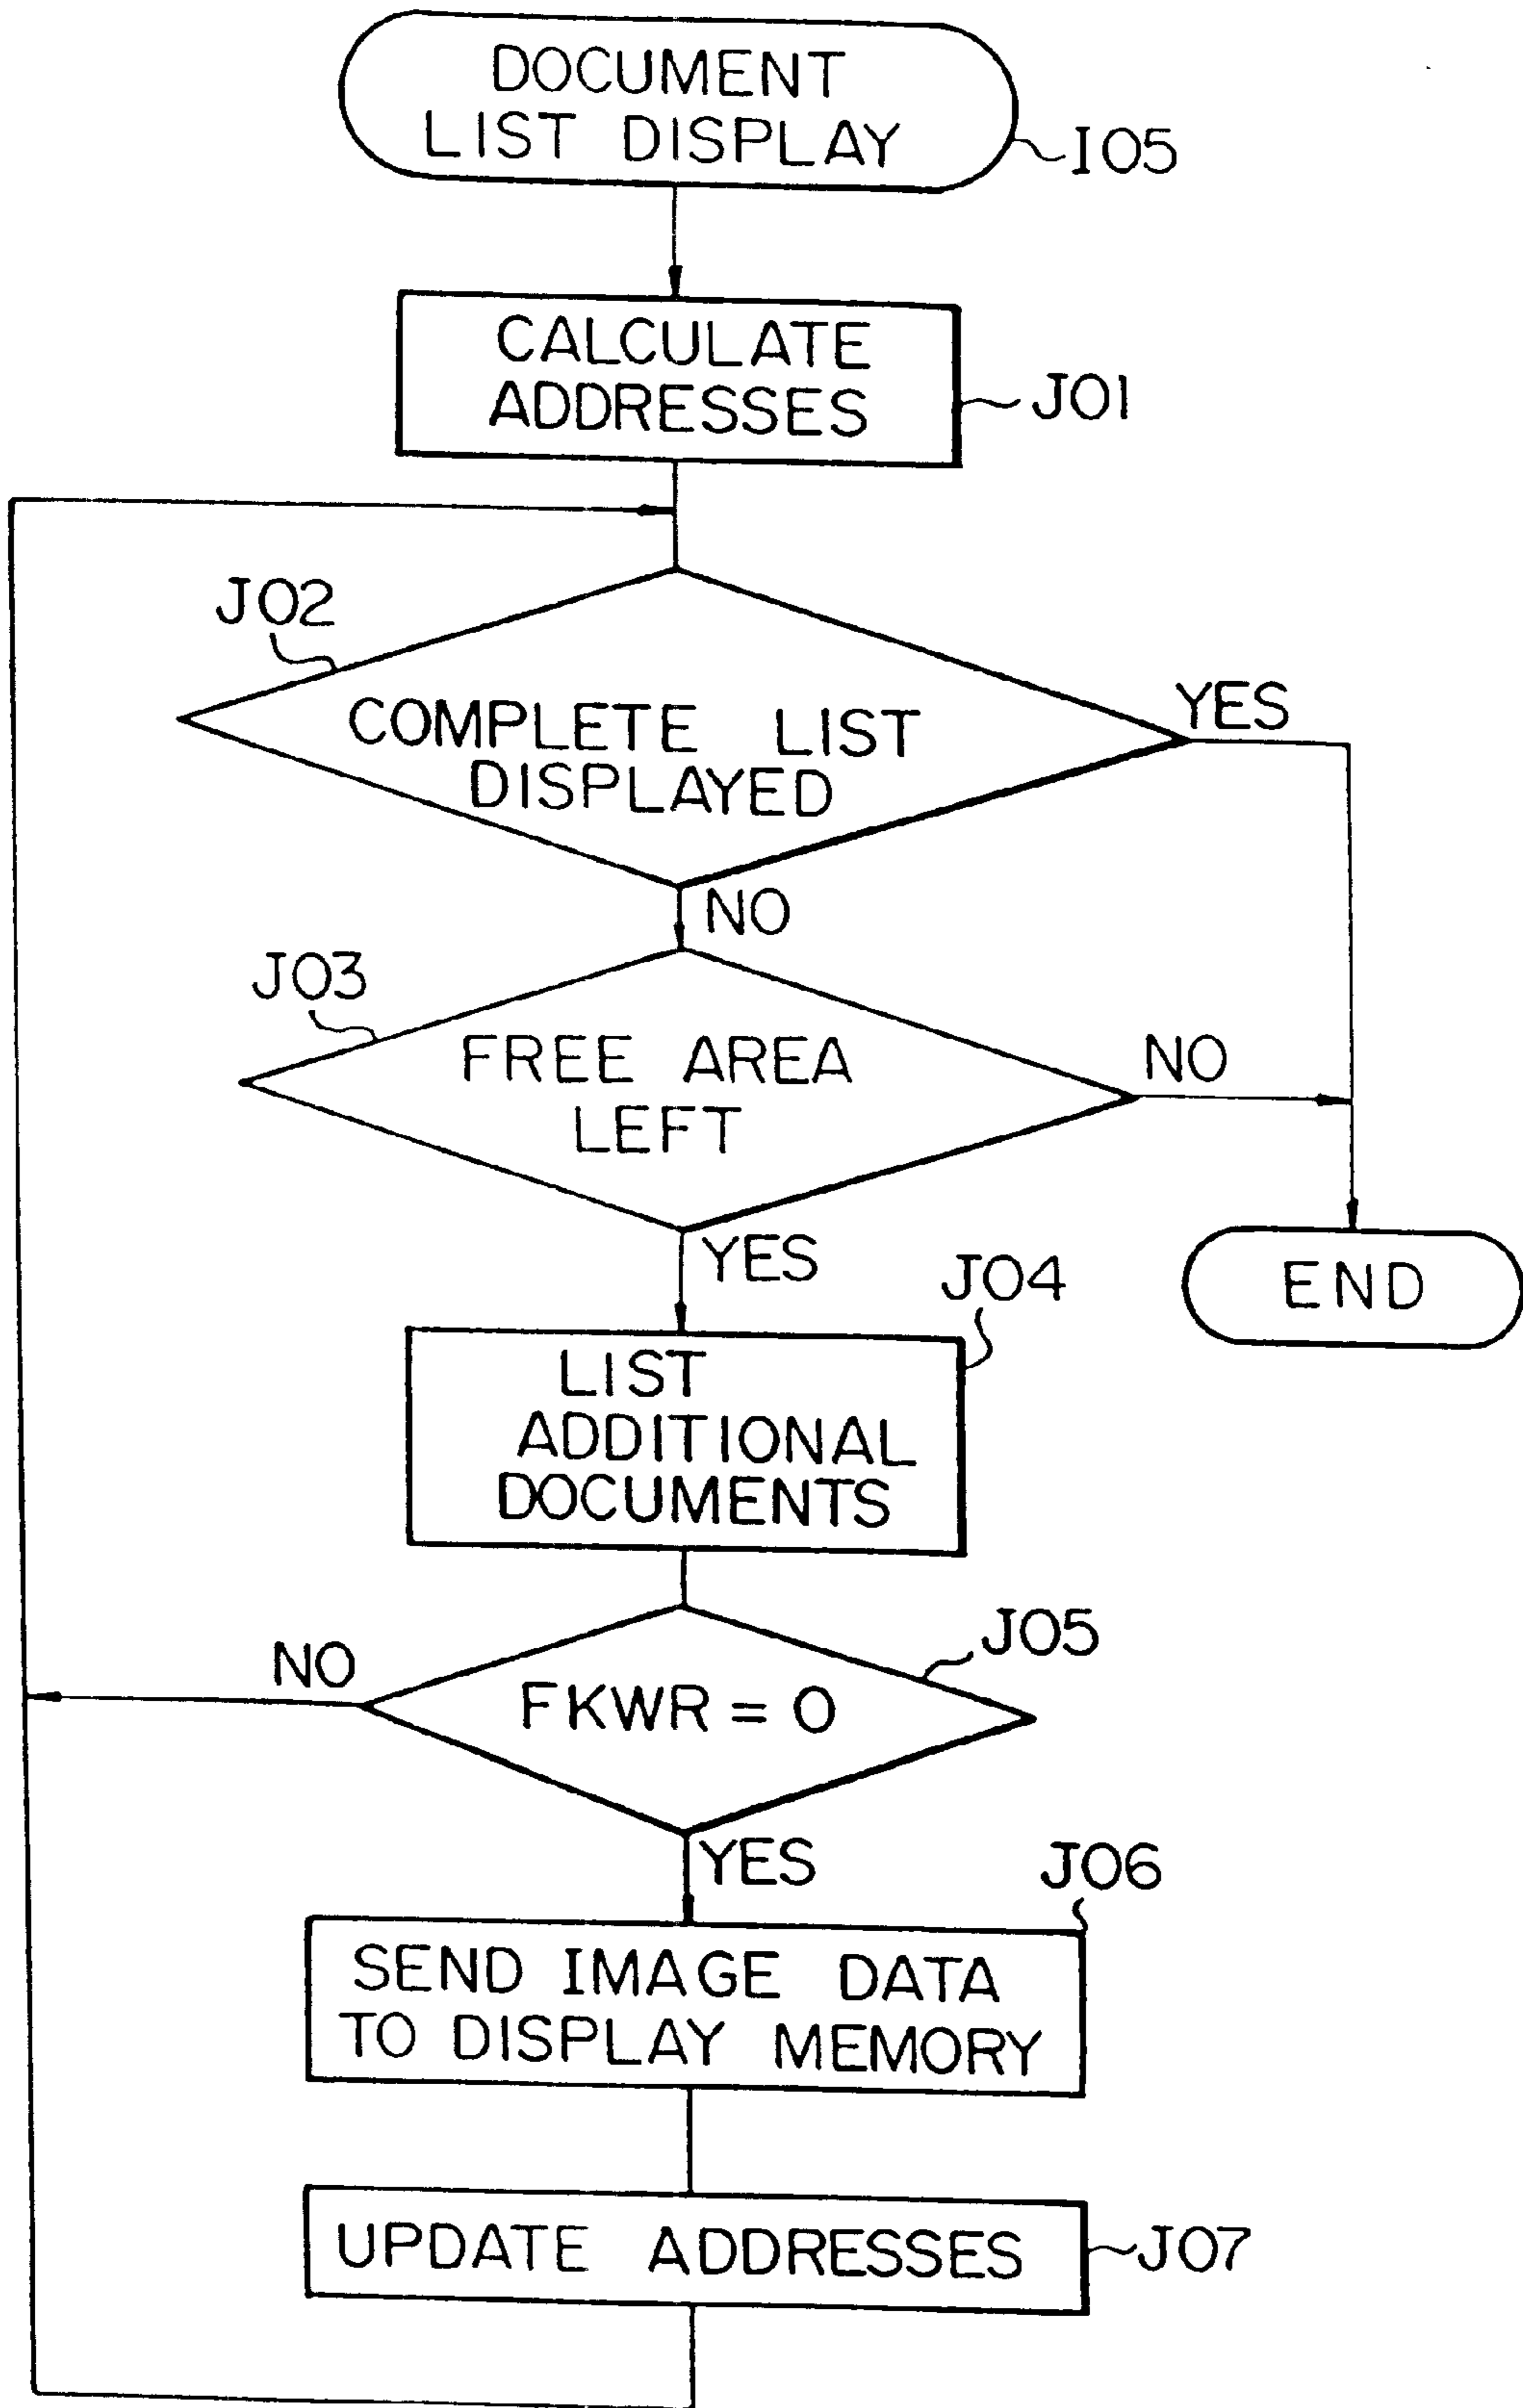 DOCUMENT
LIST DISPLAY
I05
CALCULATE
ADDRESSES
J01
J02
COMPLETE LIST
DISPLAYED
YES
NO
J03
FREE AREA
LEFT
NO
YES
END
J04
LIST
ADDITIONAL
DOCUMENTS
J05
NO
FKWR = 0
YES
J06
SEND IMAGE DATA
TO DISPLAY MEMORY
UPDATE ADDRESSES
J07